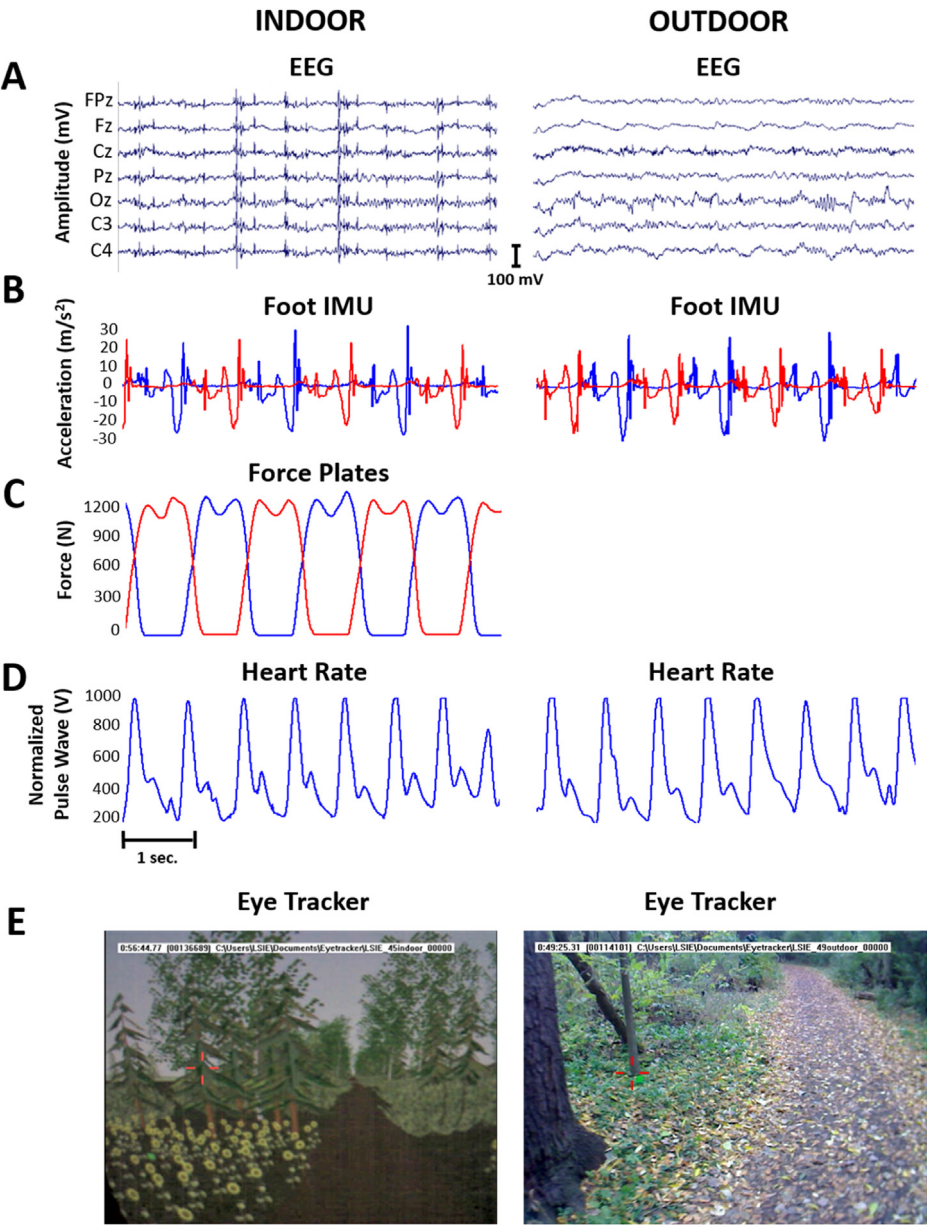 INDOOR OUTDOOR
A
EEG EEG
Amplitude (mV)
FPz
Fz
Cz
Pz
Oz
C3
C4
100 mV
B
Foot IMU Foot IMU
Acceleration (m/s²)
30
20
10
0
-10
-20
-30
C
Force Plates
Force (N)
1200
900
600
300
0
D
Heart Rate Heart Rate
Normalized
Pulse Wave (V)
1000
800
600
400
200
1 sec.
E
Eye Tracker Eye Tracker
0:56:44.77 [00136689] C:\Users\LSIE\Documents\Eyetracker\LSIE_45indoor_00000
0:49:25.31 [00114101] C:\Users\LSIE\Documents\Eyetracker\LSIE_49outdoor_00000